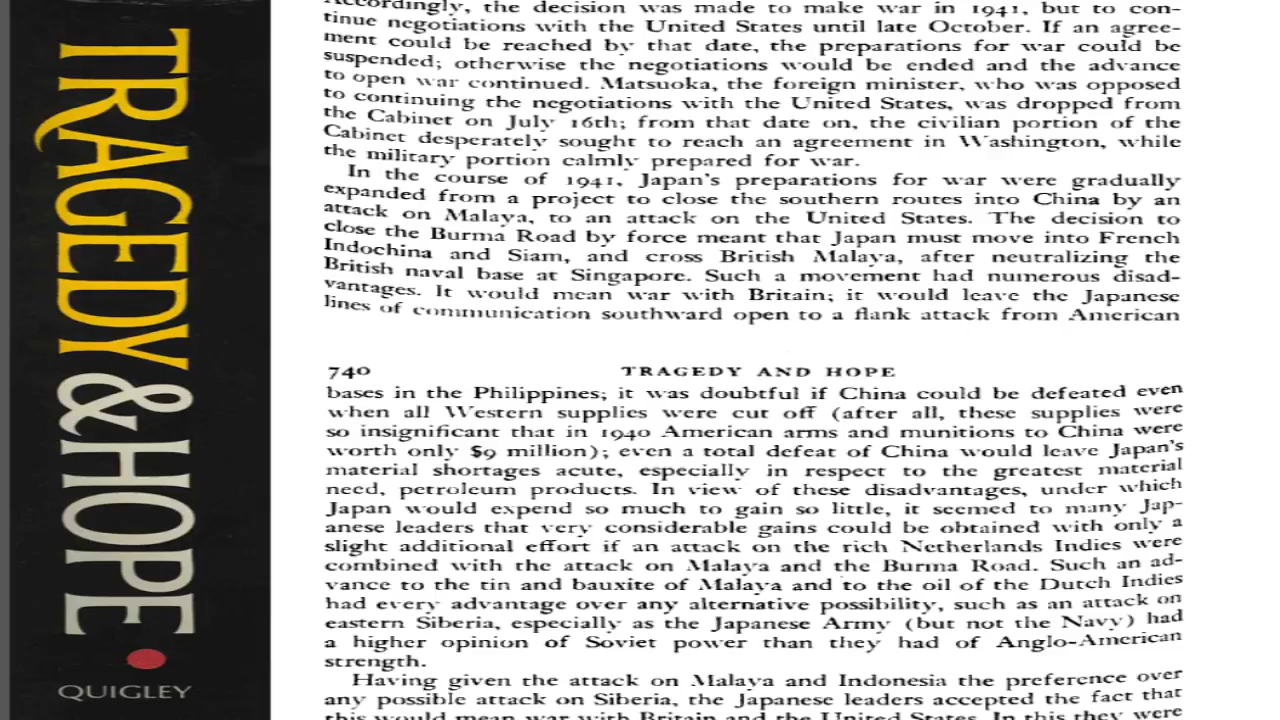 TRAGEDY & HOPE
QUIGLEY
Accordingly, the decision was made to make war in 1941, but to con-
tinue negotiations with the United States until late October. If an agree-
ment could be reached by that date, the preparations for war could be
suspended; otherwise the negotiations would be ended and the advance
to open war continued. Matsuoka, the foreign minister, who was opposed
to continuing the negotiations with the United States, was dropped from
the Cabinet on July 16th; from that date on, the civilian portion of the
Cabinet desperately sought to reach an agreement in Washington, while
the military portion calmly prepared for war.
In the course of 1941, Japan's preparations for war were gradually
expanded from a project to close the southern routes into China by an
attack on Malaya, to an attack on the United States. The decision to
close the Burma Road by force meant that Japan must move into French
Indochina and Siam, and cross British Malaya, after neutralizing the
British naval base at Singapore. Such a movement had numerous disad-
vantages. It would mean war with Britain; it would leave the Japanese
lines of communication southward open to a flank attack from American
740 TRAGEDY AND HOPE
bases in the Philippines; it was doubtful if China could be defeated even
when all Western supplies were cut off (after all, these supplies were
so insignificant that in 1940 American arms and munitions to China were
worth only $9 million); even a total defeat of China would leave Japan's
material shortages acute, especially in respect to the greatest material
need, petroleum products. In view of these disadvantages, under which
Japan would expend so much to gain so little, it seemed to many Jap-
anese leaders that very considerable gains could be obtained with only a
slight additional effort if an attack on the rich Netherlands Indies were
combined with the attack on Malaya and the Burma Road. Such an ad-
vance to the tin and bauxite of Malaya and to the oil of the Dutch Indies
had every advantage over any alternative possibility, such as an attack on
eastern Siberia, especially as the Japanese Army (but not the Navy) had
a higher opinion of Soviet power than they had of Anglo-American
strength.
Having given the attack on Malaya and Indonesia the preference over
any possible attack on Siberia, the Japanese leaders accepted the fact that
this would mean war with Britain and the United States. In this they were